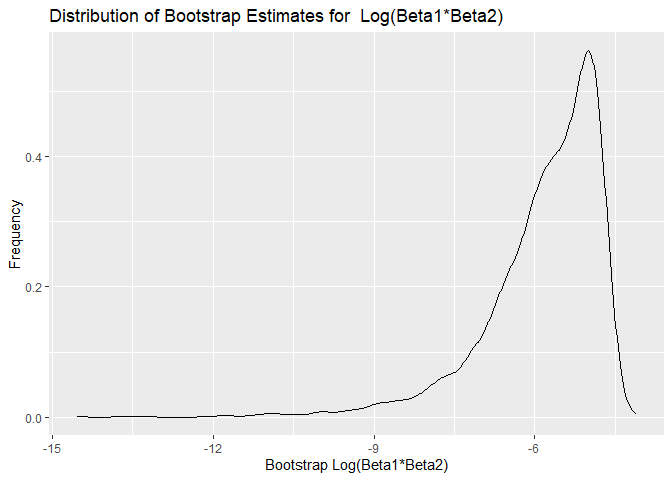 Distribution of Bootstrap Estimates for  Log(Beta1*Beta2)
Frequency
0.4
0.2
0.0
-15
-12
-9
-6
Bootstrap Log(Beta1*Beta2)